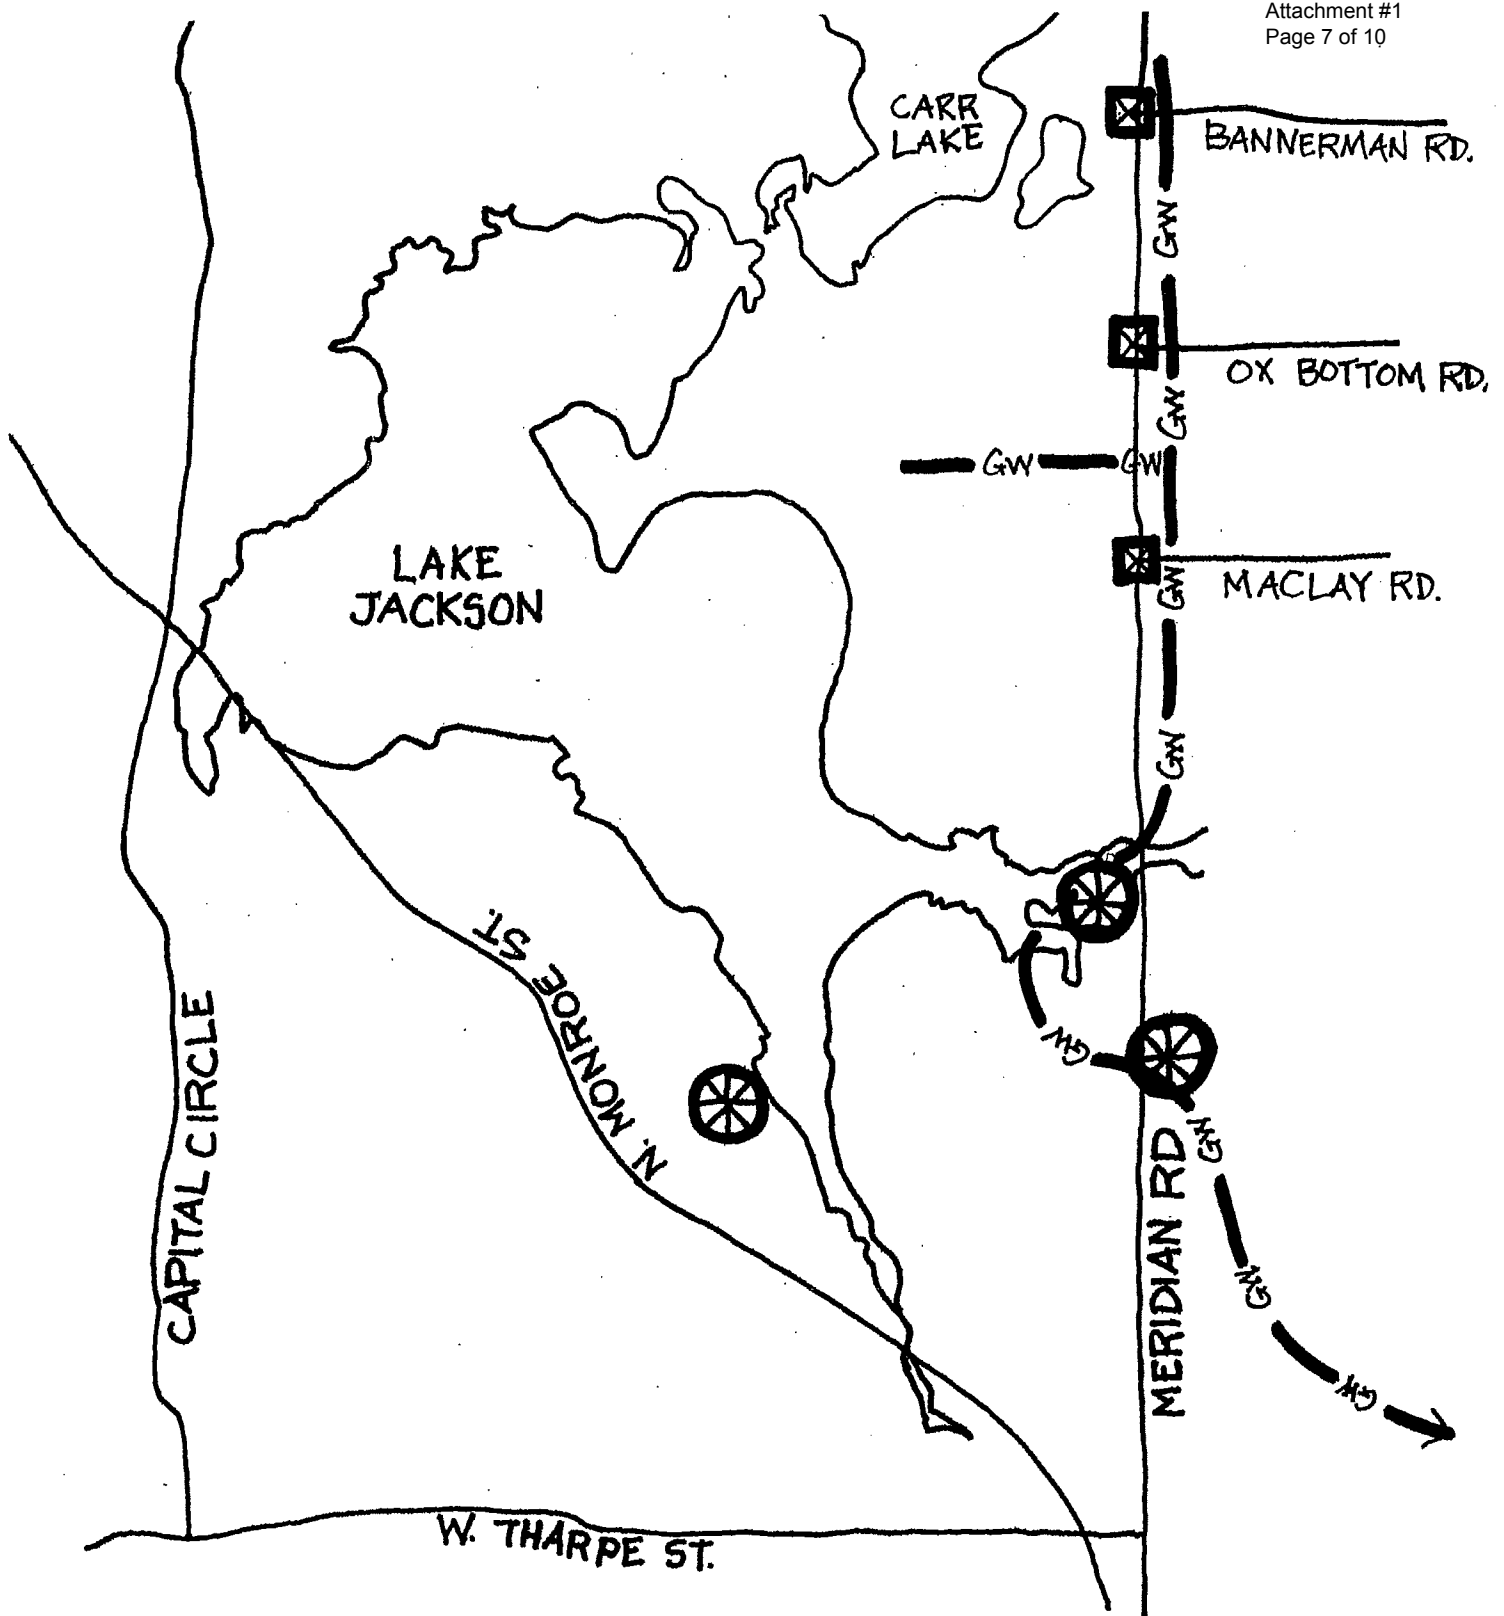 Attachment #1
Page 7 of 10
CARR
LAKE
BANNERMAN RD.
GW
OX BOTTOM RD.
GW
GW
GW
LAKE
JACKSON
MACLAY RD.
GW
GW
N. MONROE ST.
CAPITAL CIRCLE
GW
MERIDIAN RD
GW
GW
GW
W. THARPE ST.